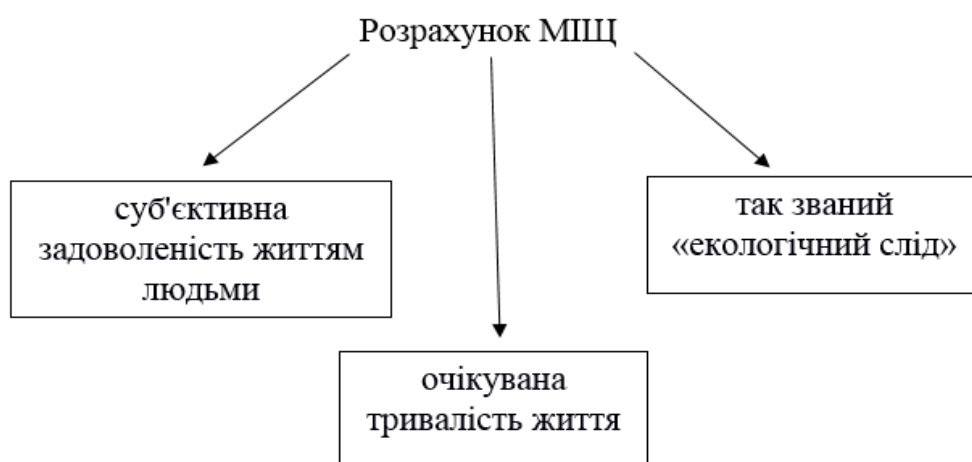 Розрахунок МІЩ
суб'єктивна
задоволеність життям
людьми
так званий
«екологічний слід»
очікувана
тривалість життя